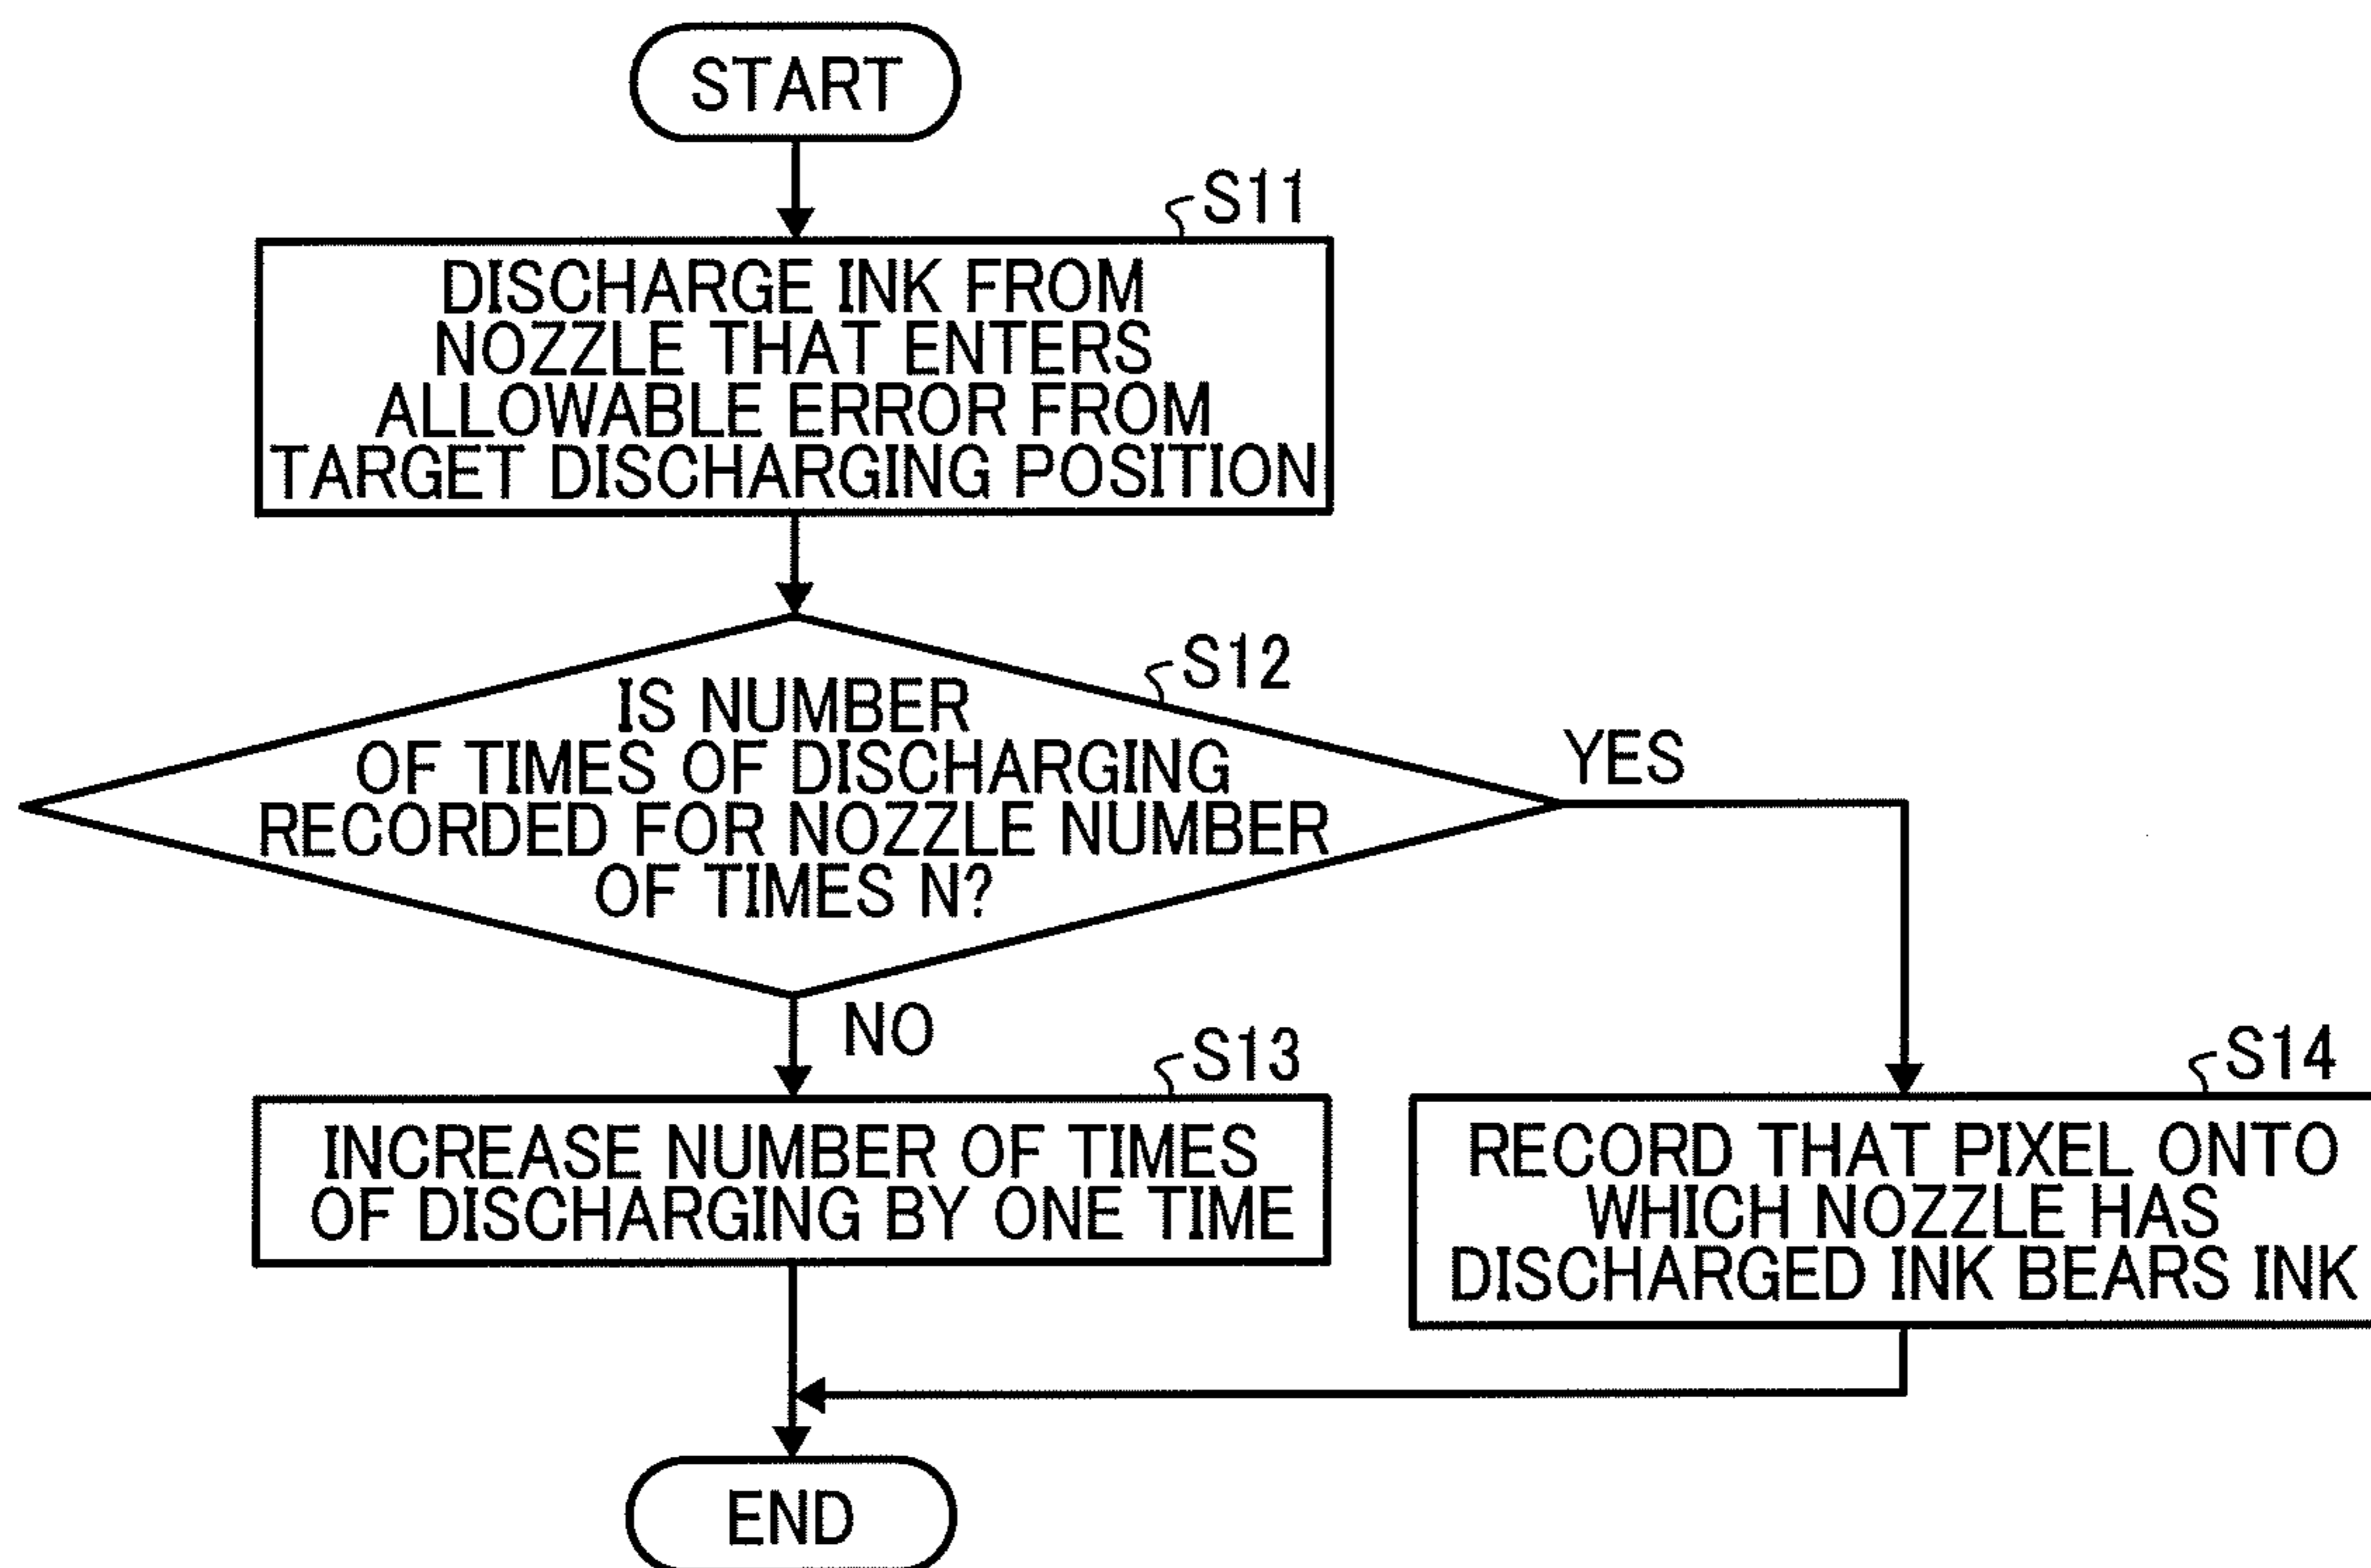 START
S11
DISCHARGE INK FROM
NOZZLE THAT ENTERS
ALLOWABLE ERROR FROM
TARGET DISCHARGING POSITION
S12
IS NUMBER
OF TIMES OF DISCHARGING
RECORDED FOR NOZZLE NUMBER
OF TIMES N?
YES
NO
S13
INCREASE NUMBER OF TIMES
OF DISCHARGING BY ONE TIME
S14
RECORD THAT PIXEL ONTO
WHICH NOZZLE HAS
DISCHARGED INK BEARS INK
END